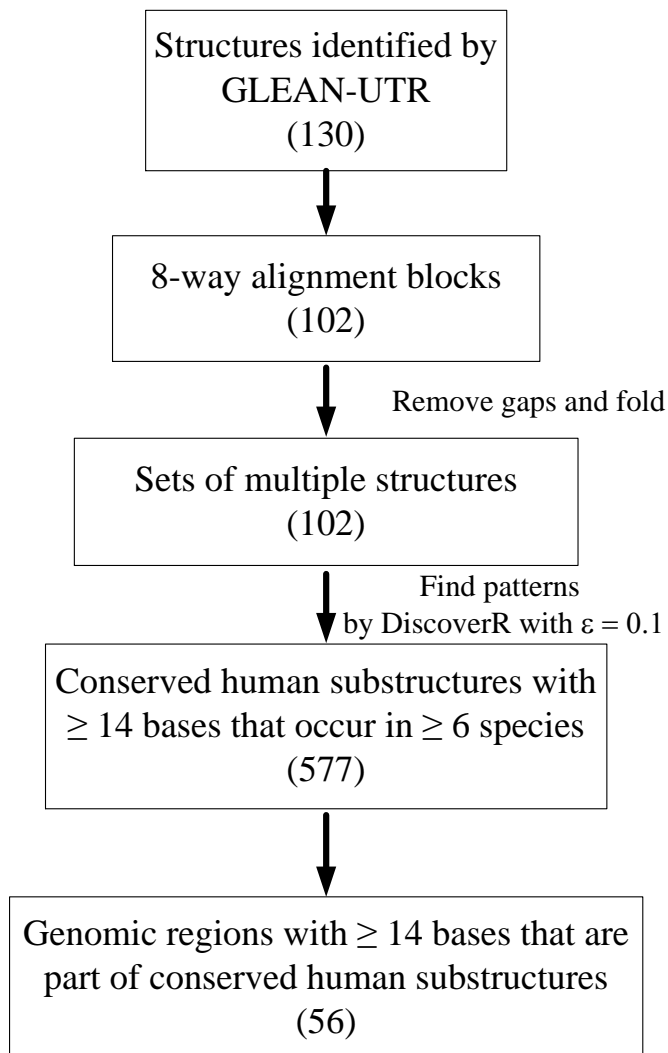 Structures identified by
GLEAN-UTR
(130)
8-way alignment blocks
(102)
Remove gaps and fold
Sets of multiple structures
(102)
Find patterns
by DiscoverR with ε = 0.1
Conserved human substructures with
≥ 14 bases that occur in ≥ 6 species
(577)
Genomic regions with ≥ 14 bases that are
part of conserved human substructures
(56)